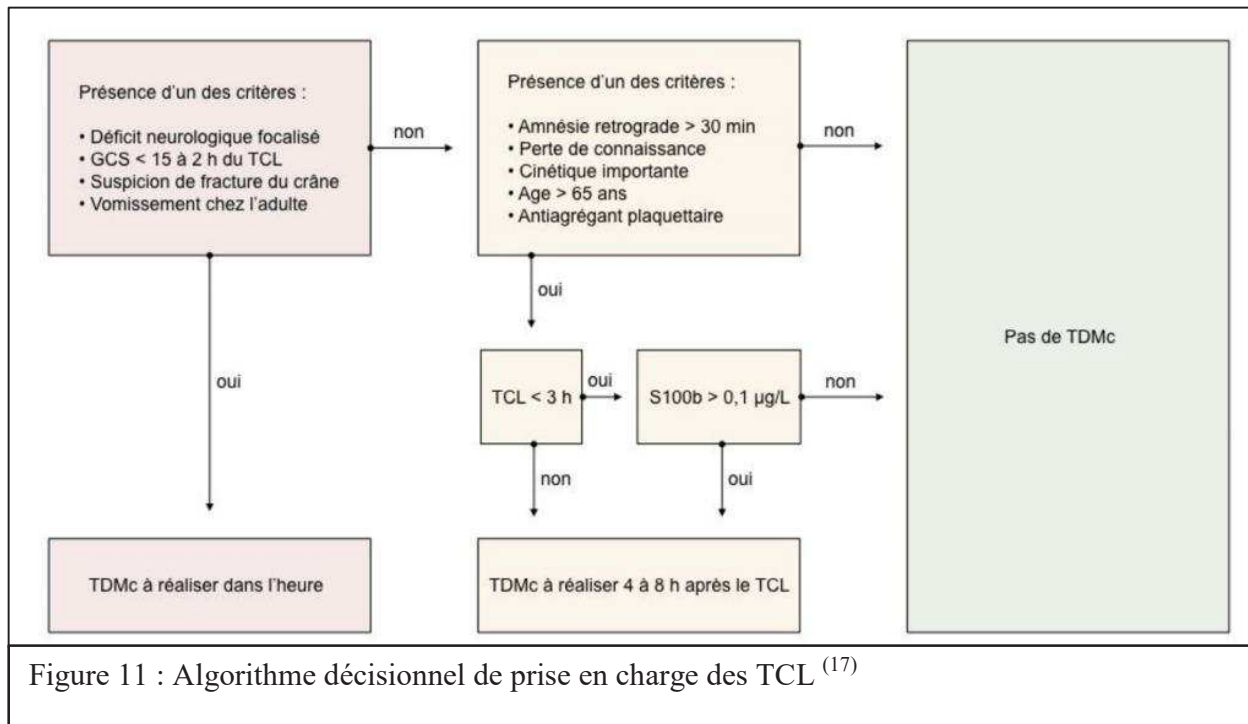 Présence d'un des critères :
• Déficit neurologique focalisé
• GCS < 15 à 2 h du TCL
• Suspicion de fracture du crâne
• Vomissement chez l'adulte
non
Présence d'un des critères :
• Amnésie retrograde > 30 min
• Perte de connaissance
• Cinétique importante
• Age > 65 ans
• Antiagrégant plaquettaire
non
oui
oui
TCL < 3 h
oui
S100b > 0,1 µg/L
non
Pas de TDMc
non
oui
TDMc à réaliser dans l'heure
TDMc à réaliser 4 à 8 h après le TCL
Figure 11 : Algorithme décisionnel de prise en charge des TCL (17)